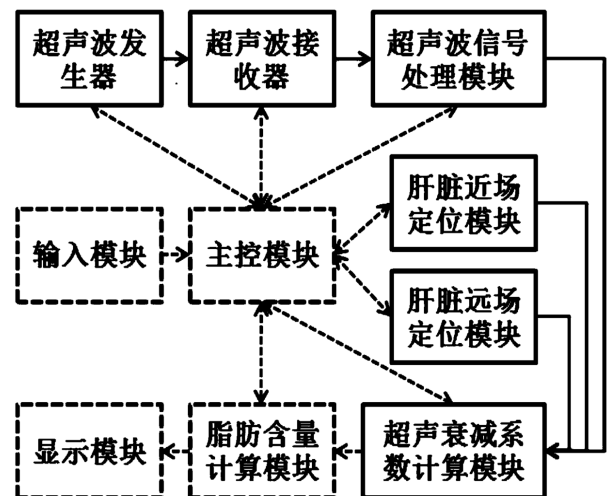 超声波发
生器
超声波接
收器
超声波信号
处理模块
肝脏近场
定位模块
输入模块
主控模块
肝脏远场
定位模块
显示模块
脂肪含量
计算模块
超声衰减系
数计算模块